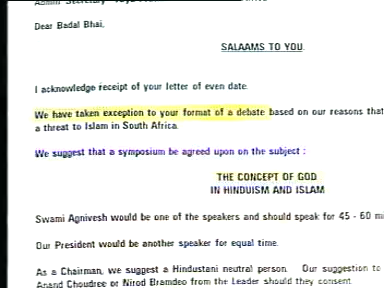 Dear Badal Bhai,
SALAAMS TO YOU.
I acknowledge receipt of your letter of even date.
We have taken exception to your format of a debate based on our reasons that
a threat to Islam in South Africa.
We suggest that a symposium be agreed upon on the subject :
THE CONCEPT OF GOD
IN HINDUISM AND ISLAM
Swami Agnivesh would be one of the speakers and should speak for 45 - 60
Our President would be another speaker for equal time.
As a Chairman, we suggest a Hindustani neutral person. Our suggestion to
Anand Choudree or Nirod Bramdeo from the Leader should they consent.